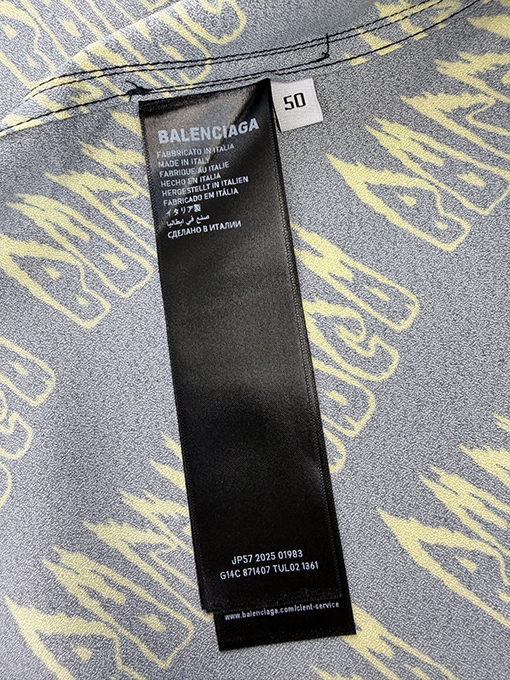 50
BALENCIAGA
FABBRICATO IN ITALIA
MADE IN ITALY
FABRIQUE AU ITALIE
HECHO EN ITALIA
HERGESTELLT IN ITALIEN
FABRICADO EM ITÁLIA
イタリア製
صنع في ايطاليا
СДЕЛАНО В ИТАЛИИ
JP57 2025 01983
G14C 871407 TUL02 1361
www.balenciaga.com/clent-service